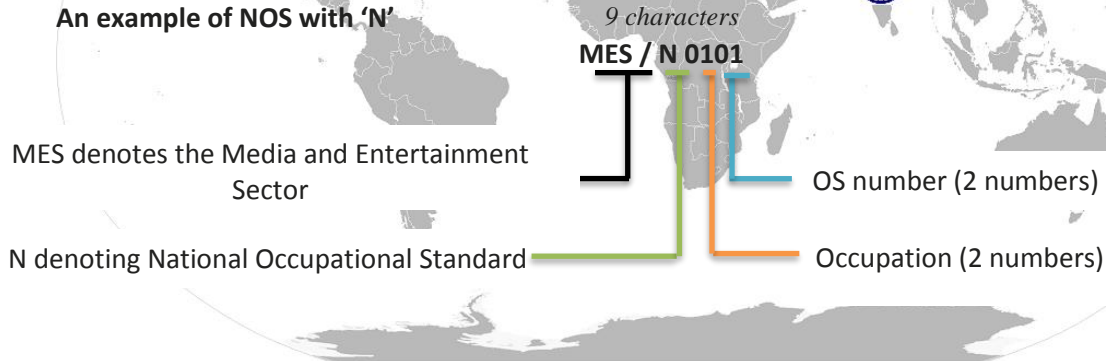 An example of NOS with ‘N’
9 characters
MES / N 0101
MES denotes the Media and Entertainment
Sector
OS number (2 numbers)
N denoting National Occupational Standard
Occupation (2 numbers)